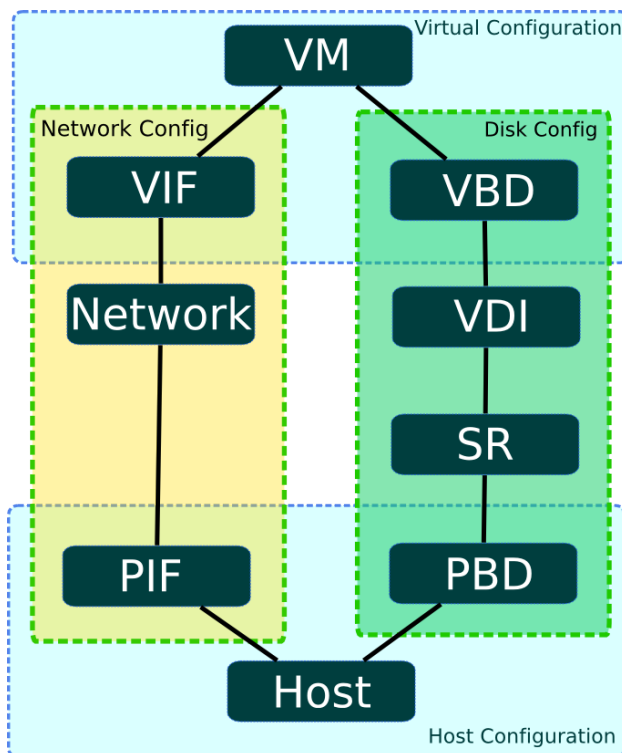 Virtual Configuration
VM
Network Config
Disk Config
VIF
VBD
Network
VDI
SR
PIF
PBD
Host
Host Configuration